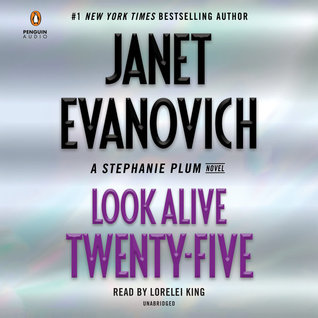 PENGUIN
AUDIO
#1 NEW YORK TIMES BESTSELLING AUTHOR
JANET
EVANOVICH
A STEPHANIE PLUM NOVEL
LOOK ALIVE
TWENTY-FIVE
READ BY LORELEI KING
UNABRIDGED